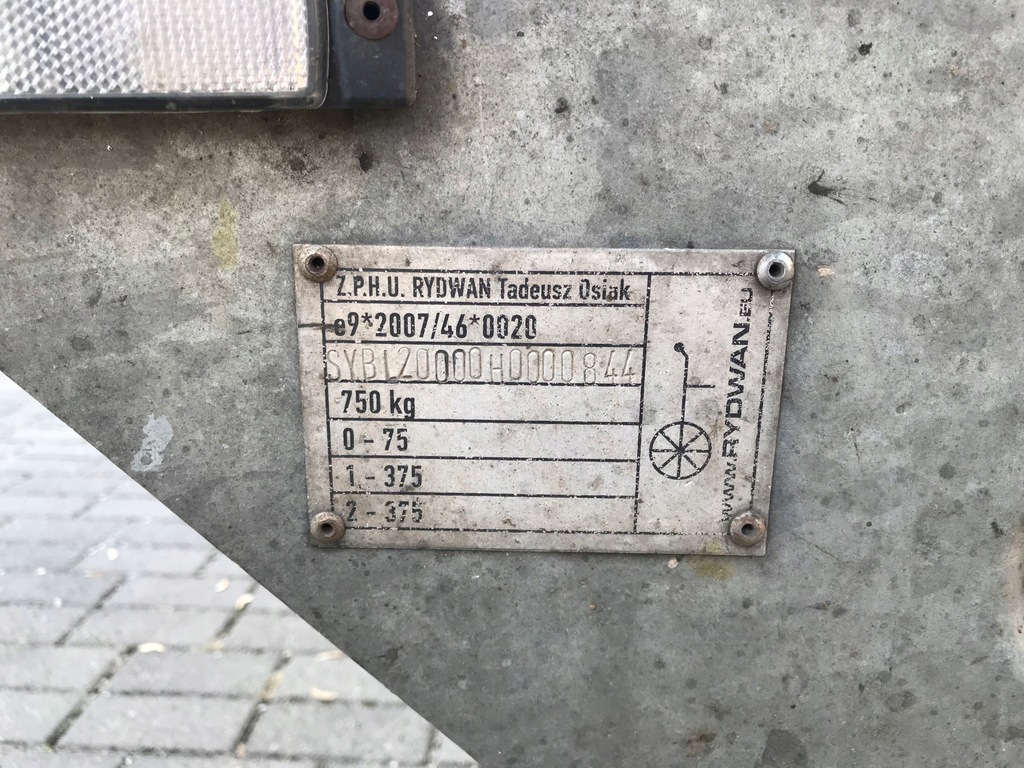 Z.P.H.U. RYDWAN Tadeusz Osiak
e9*2007/46*0020
SYBL20000H0000844
750 kg
0 - 75
1 - 375
2 - 375
www.RYDWAN.EU